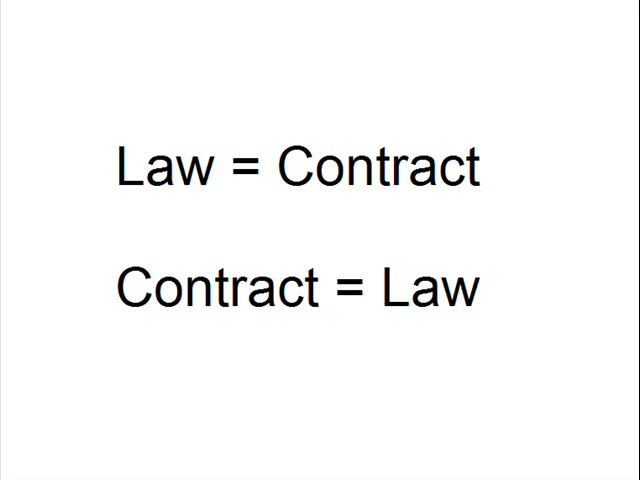 Law = Contract
Contract = Law